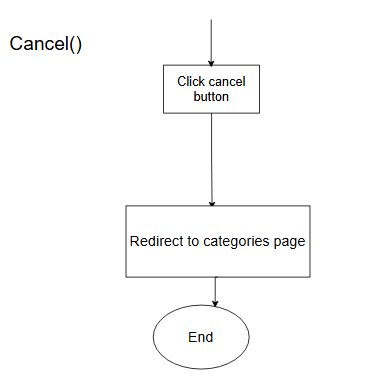 Cancel()
Click cancel
button
Redirect to categories page
End